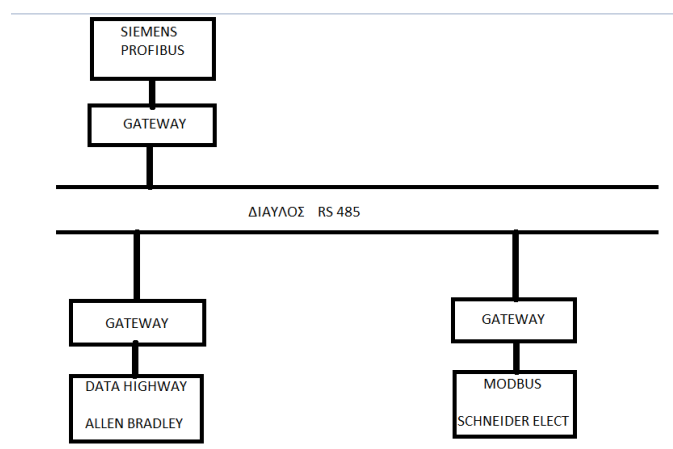 SIEMENS
PROFIBUS
GATEWAY
ΔΙΑΥΛΟΣ RS 485
GATEWAY
GATEWAY
DATA HIGHWAY
ALLEN BRADLEY
MODBUS
SCHNEIDER ELECT